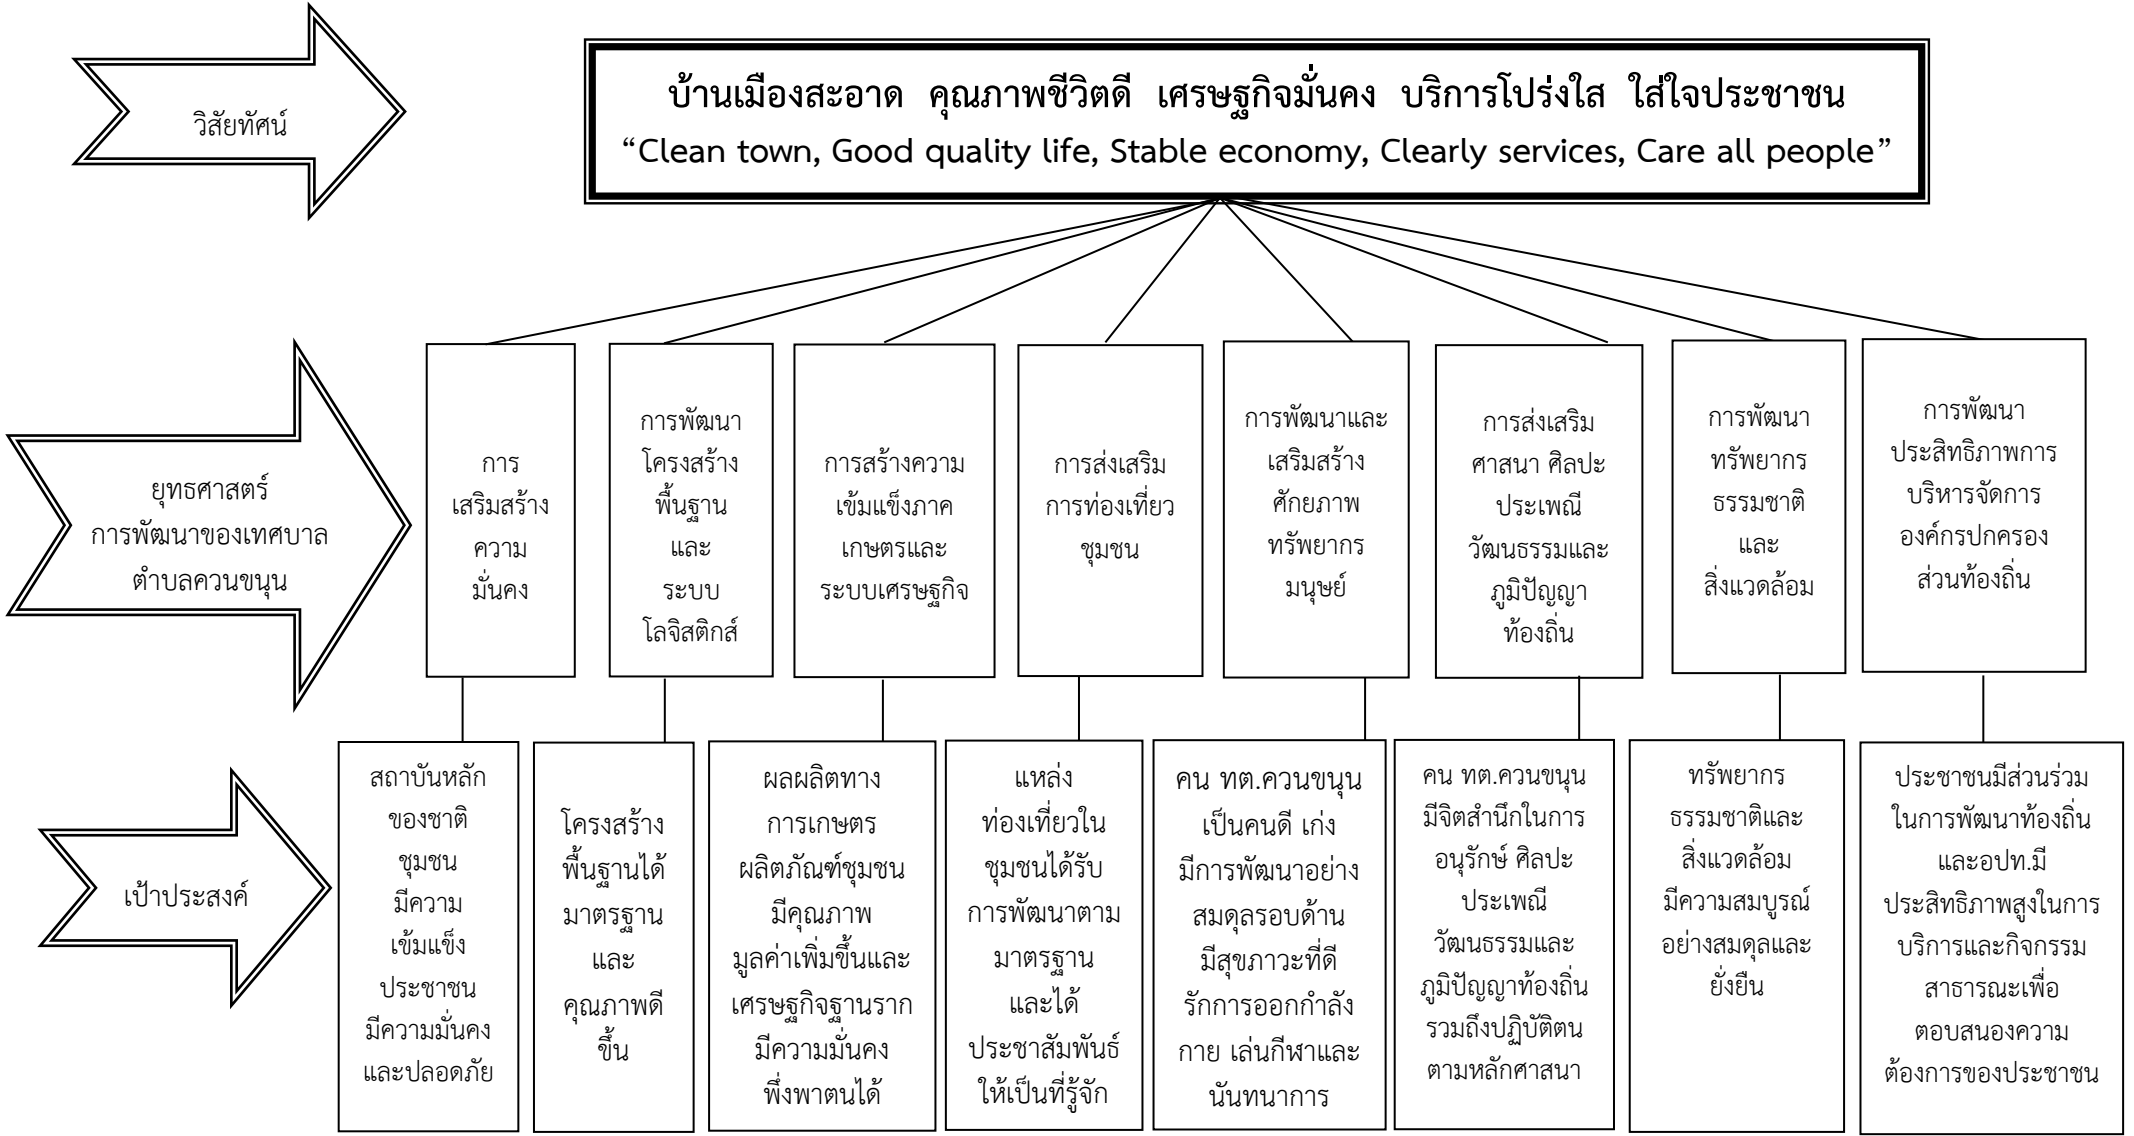 วิสัยทัศน์
บ้านเมืองสะอาด คุณภาพชีวิตดี เศรษฐกิจมั่นคง บริการโปร่งใส ใส่ใจประชาชน
“Clean town, Good quality life, Stable economy, Clearly services, Care all people”
ยุทธศาสตร์
การพัฒนาของเทศบาล
ตำบลควนขนุน
การ
เสริมสร้าง
ความ
มั่นคง
การพัฒนา
โครงสร้าง
พื้นฐาน
และ
ระบบ
โลจิสติกส์
การสร้างความ
เข้มแข็งภาค
เกษตรและ
ระบบเศรษฐกิจ
การส่งเสริม
การท่องเที่ยว
ชุมชน
การพัฒนาและ
เสริมสร้าง
ศักยภาพ
ทรัพยากร
มนุษย์
การส่งเสริม
ศาสนา ศิลปะ
ประเพณี
วัฒนธรรมและ
ภูมิปัญญา
ท้องถิ่น
การพัฒนา
ทรัพยากร
ธรรมชาติ
และ
สิ่งแวดล้อม
การพัฒนา
ประสิทธิภาพการ
บริหารจัดการ
องค์กรปกครอง
ส่วนท้องถิ่น
เป้าประสงค์
สถาบันหลัก
ของชาติ
ชุมชน
มีความ
เข้มแข็ง
ประชาชน
มีความมั่นคง
และปลอดภัย
โครงสร้าง
พื้นฐานได้
มาตรฐาน
และ
คุณภาพดี
ขึ้น
ผลผลิตทาง
การเกษตร
ผลิตภัณฑ์ชุมชน
มีคุณภาพ
มูลค่าเพิ่มขึ้นและ
เศรษฐกิจฐานราก
มีความมั่นคง
พึ่งพาตนได้
แหล่ง
ท่องเที่ยวใน
ชุมชนได้รับ
การพัฒนาตาม
มาตรฐาน
และได้
ประชาสัมพันธ์
ให้เป็นที่รู้จัก
คน ทต.ควนขนุน
เป็นคนดี เก่ง
มีการพัฒนาอย่าง
สมดุลรอบด้าน
มีสุขภาวะที่ดี
รักการออกกำลัง
กาย เล่นกีฬาและ
นันทนาการ
คน ทต.ควนขนุน
มีจิตสำนึกในการ
อนุรักษ์ ศิลปะ
ประเพณี
วัฒนธรรมและ
ภูมิปัญญาท้องถิ่น
รวมถึงปฏิบัติตน
ตามหลักศาสนา
ทรัพยากร
ธรรมชาติและ
สิ่งแวดล้อม
มีความสมบูรณ์
อย่างสมดุลและ
ยั่งยืน
ประชาชนมีส่วนร่วม
ในการพัฒนาท้องถิ่น
และอปท.มี
ประสิทธิภาพสูงในการ
บริการและกิจกรรม
สาธารณะเพื่อ
ตอบสนองความ
ต้องการของประชาชน